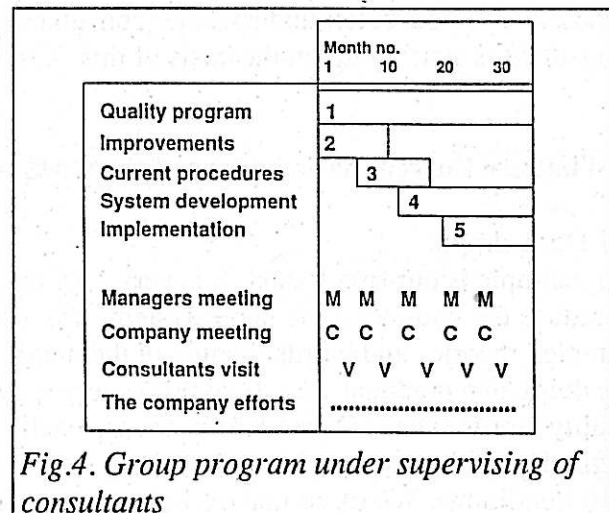 Month no.
1 10 20 30
Quality program 1
Improvements 2
Current procedures 3
System development 4
Implementation 5
Managers meeting M M M M M
Company meeting C C C C C
Consultants visit V V V V V
The company efforts
Fig.4. Group program under supervising of
consultants